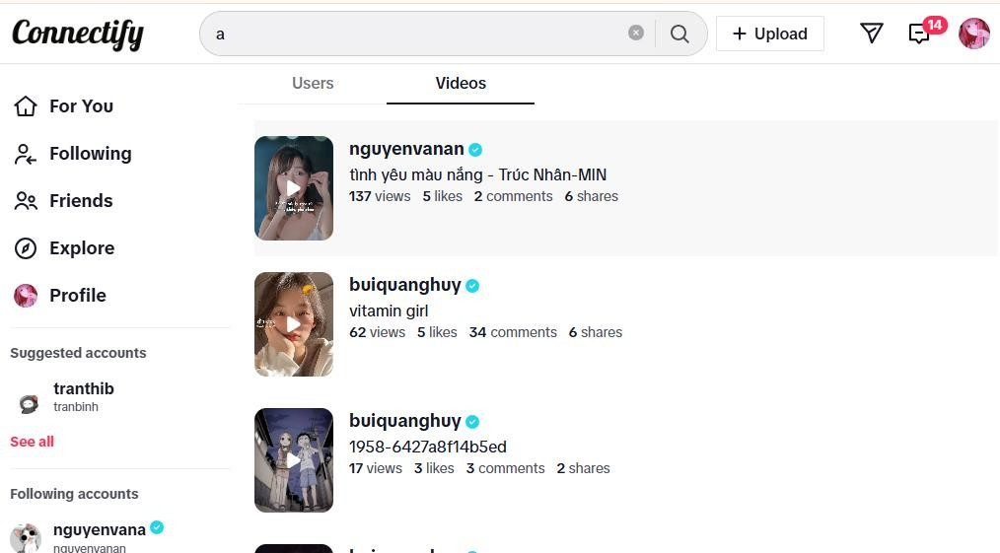 Connectify
a
+ Upload
14
Users
Videos
For You
Following
Friends
Explore
Profile
Suggested accounts
tranthib
tranbinh
See all
Following accounts
nguyenvana
nguyenvanan
nguyenvanan
tình yêu màu nắng - Trúc Nhân-MIN
137 views 5 likes 2 comments 6 shares
buiquanghuy
vitamin girl
62 views 5 likes 34 comments 6 shares
buiquanghuy
1958-6427a8f14b5ed
17 views 3 likes 3 comments 2 shares